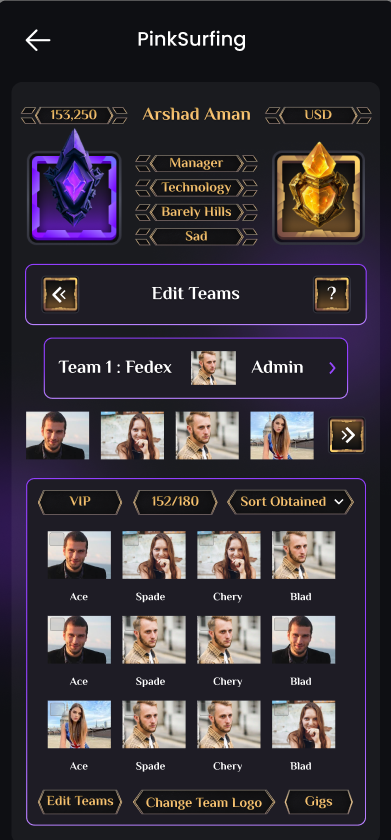 PinkSurfing
153,250 Arshad Aman USD
Manager
Technology
Barely Hills
Sad
Edit Teams ?
Team 1 : Fedex Admin
VIP 152/180 Sort Obtained
Ace Spade Chery Blad
Ace Spade Chery Blad
Ace Spade Chery Blad
Edit Teams Change Team Logo Gigs